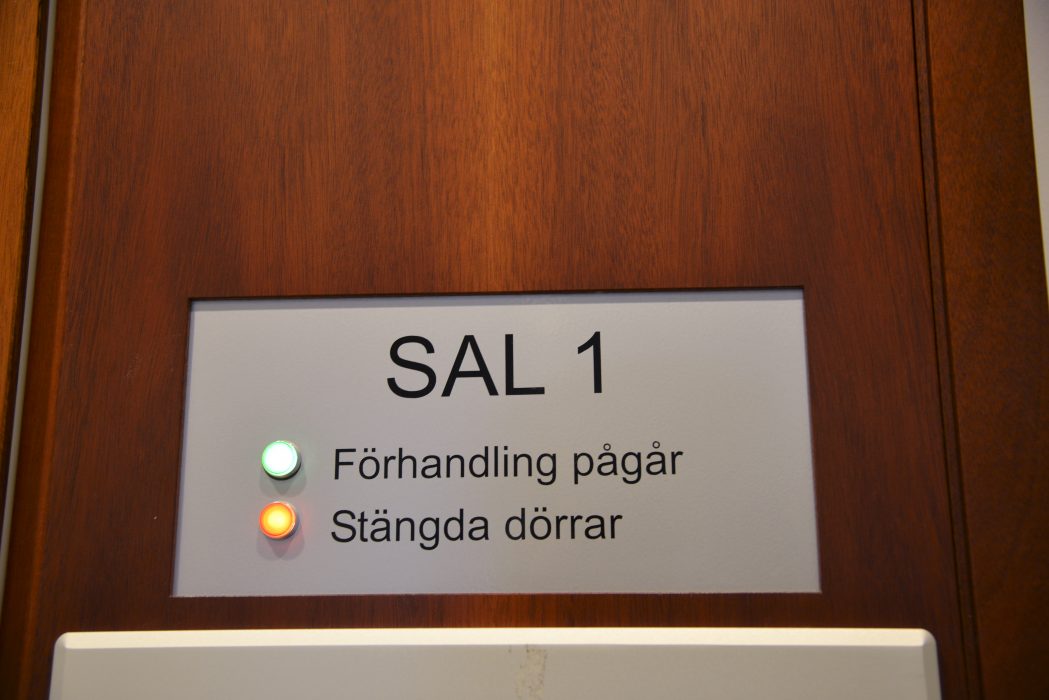 SAL 1
Förhandling pågår
Stängda dörrar